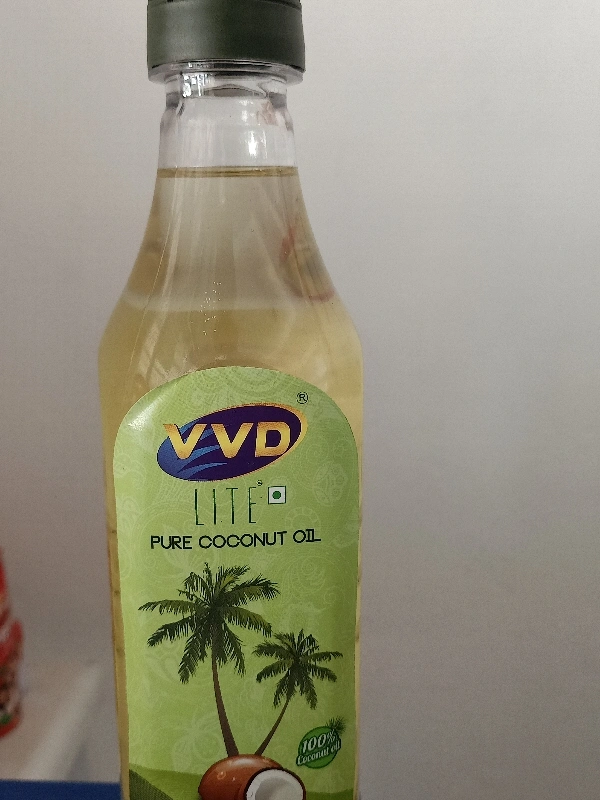 VVD®
LITE®
PURE COCONUT OIL
100%
Coconut oil